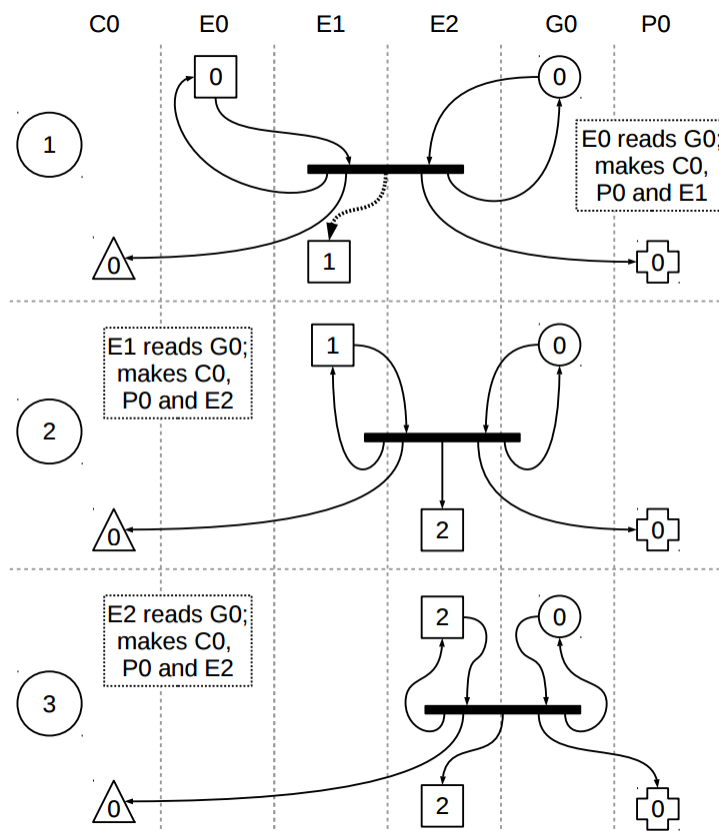 C0 E0 E1 E2 G0 P0
0 0
1
E0 reads G0;
makes C0,
P0 and E1
0 1 0
E1 reads G0;
makes C0,
P0 and E2
1 0
2
0 2 0
E2 reads G0;
makes C0,
P0 and E2
2 0
3
0 2 0